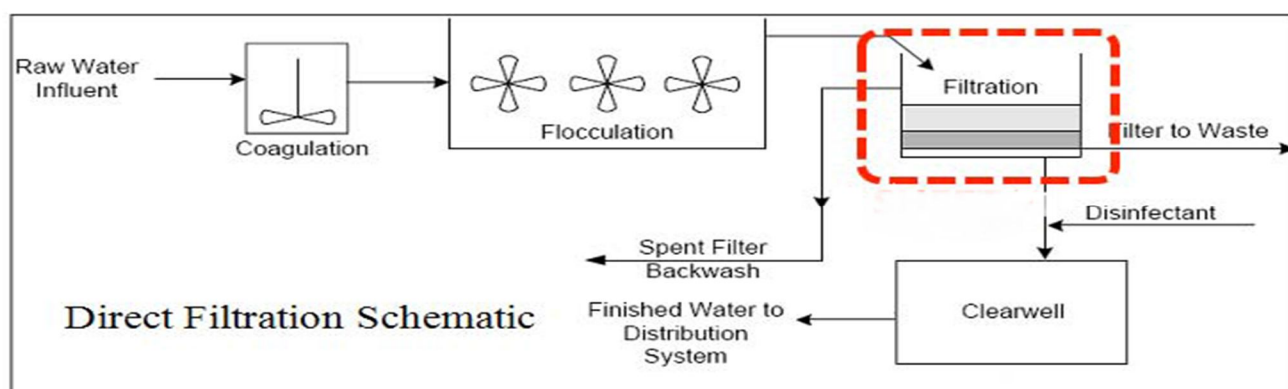 Raw Water
Influent
Coagulation
Flocculation
Filtration
Filter to Waste
Disinfectant
Spent Filter
Backwash
Clearwell
Finished Water to
Distribution
System
Direct Filtration Schematic